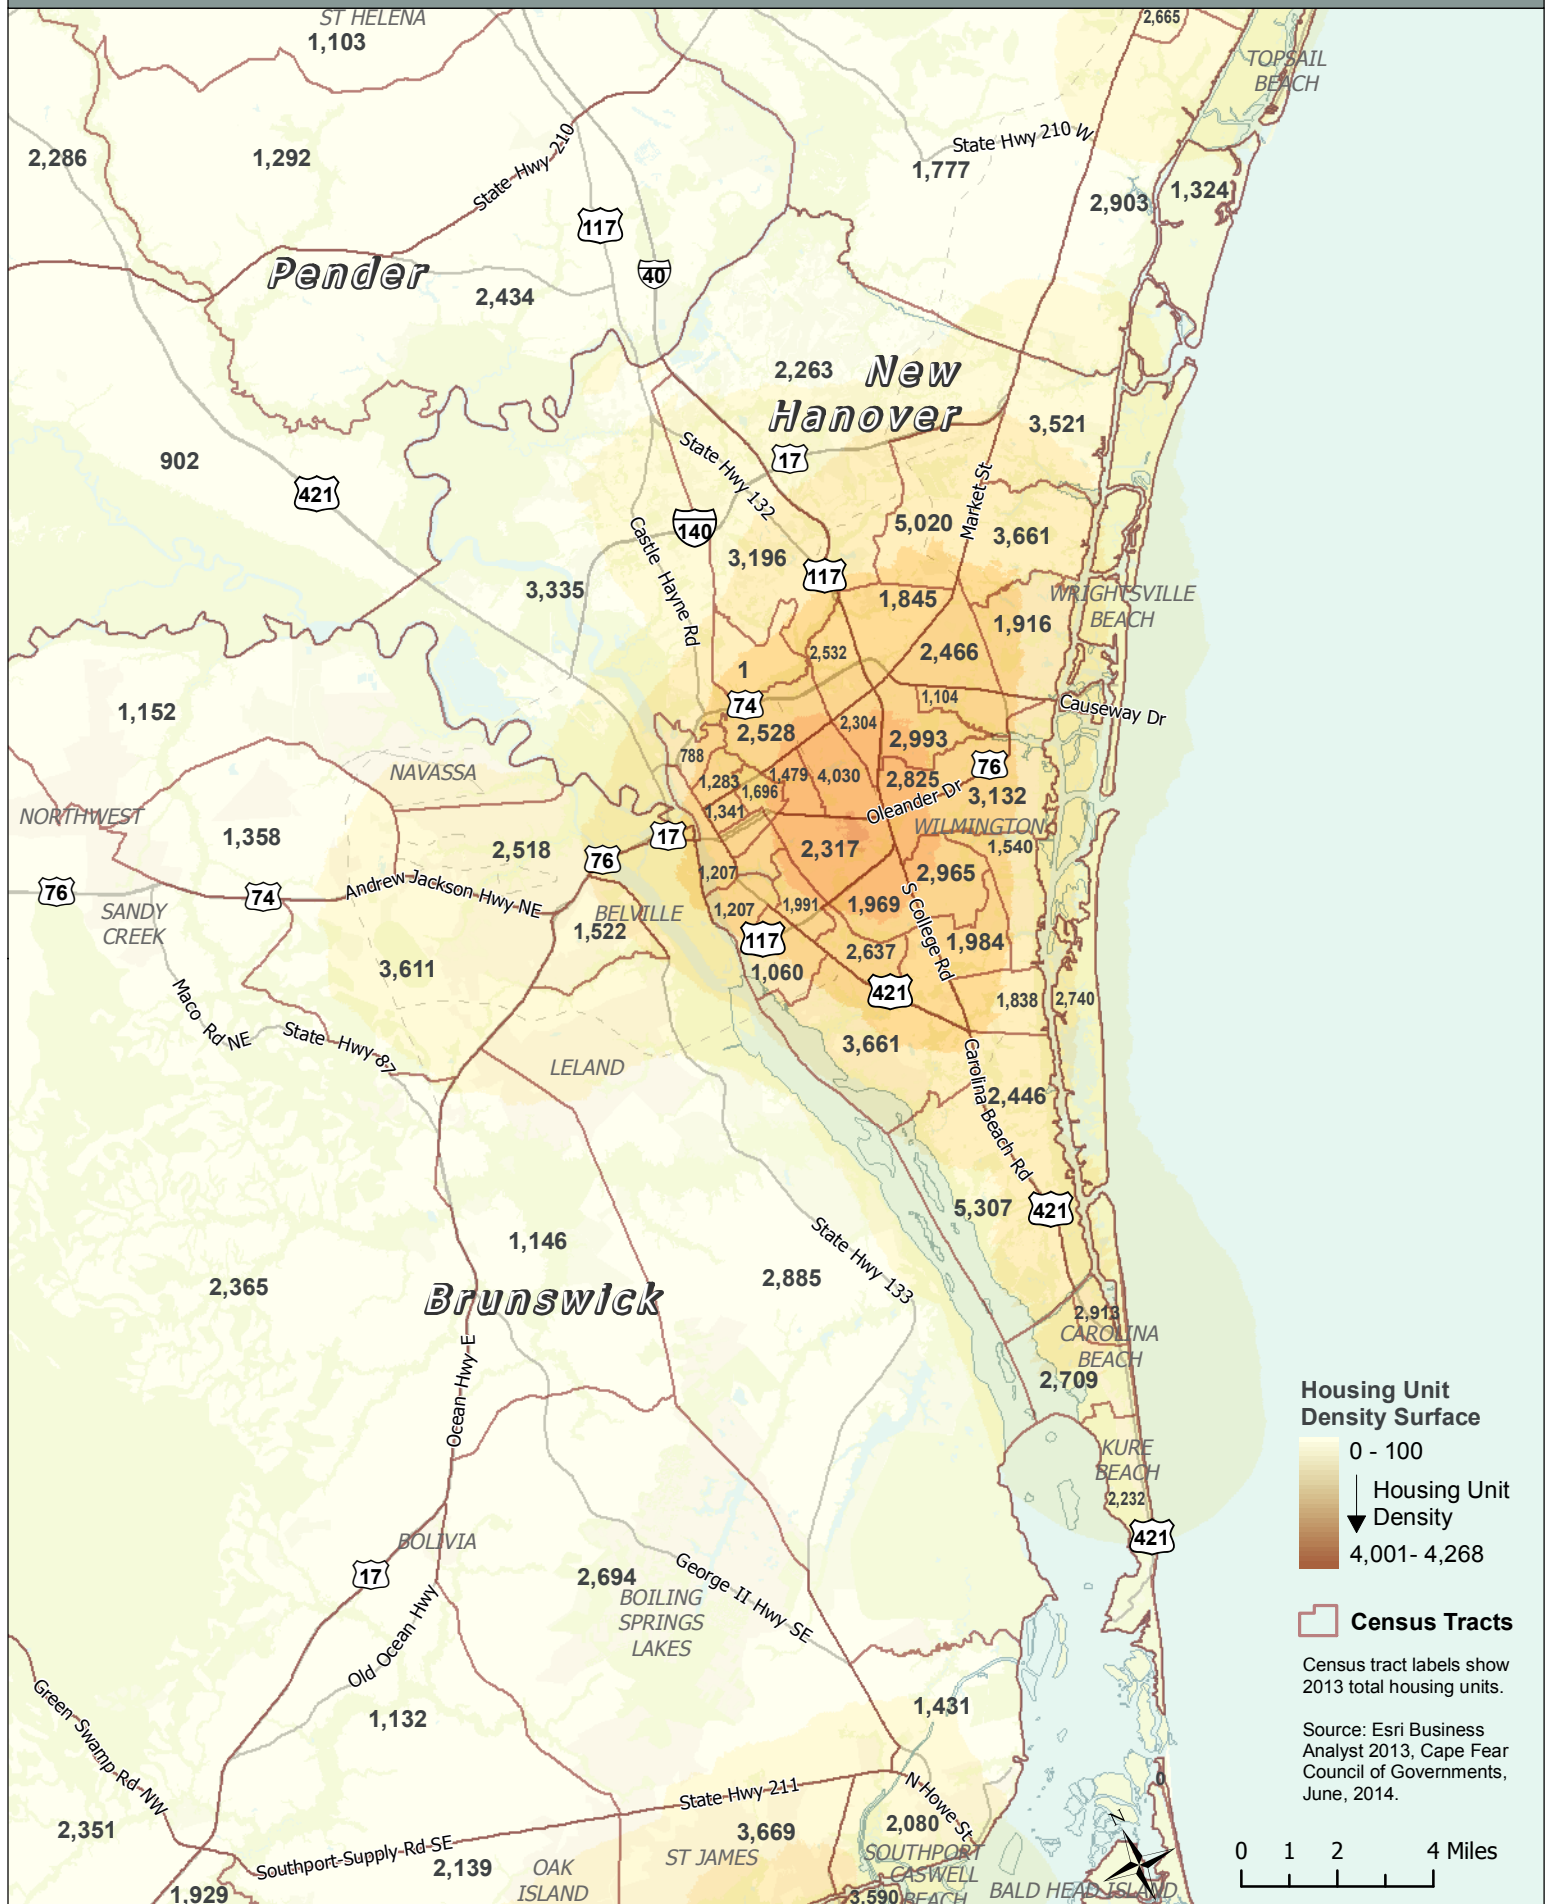 ST HELENA
1,103
2,665
TOPSAIL
BEACH
2,286
1,292
State Hwy 210
State Hwy 210 W
1,777
2,903
1,324
117
40
Pender
2,434
2,263
New
Hanover
3,521
902
421
State Hwy 132
17
Market St
5,020
3,661
140
Castle Hayne Rd
3,196
117
3,335
1,845
WRIGHTSVILLE
BEACH
1,916
2,532
2,466
1
74
1,104
Causeway Dr
1,152
2,528
2,304
2,993
788
76
NAVASSA
1,283
1,479
4,030
2,825
1,696
3,132
Oleander Dr
NORTHWEST
1,341
WILMINGTON
1,358
17
2,518
76
2,317
1,540
1,207
2,965
76
74
Andrew Jackson Hwy NE
SANDY
CREEK
BELVILLE
1,522
1,207
1,991
1,969
S College Rd
117
2,637
1,984
3,611
1,060
421
1,838
2,740
Maco Rd NE
State Hwy 87
3,661
LELAND
Carolina Beach Rd
2,446
5,307
421
1,146
State Hwy 133
2,365
2,885
Brunswick
2,913
CAROLINA
BEACH
2,709
Ocean Hwy E
KURE
BEACH
2,232
421
BOLIVIA
17
2,694
BOILING
SPRINGS
LAKES
George II Hwy SE
Old Ocean Hwy
Green Swamp Rd NW
1,132
1,431
State Hwy 211
N Howe St
0
2,351
3,669
2,080
Southport-Supply Rd SE
ST JAMES
SOUTHPORT
2,139
OAK
ISLAND
CASWELL
BEACH
1,929
3,590
BALD HEAD ISLAND
Housing Unit
Density Surface
0 - 100
Housing Unit
Density
4,001- 4,268
Census Tracts
Census tract labels show
2013 total housing units.
Source: Esri Business
Analyst 2013, Cape Fear
Council of Governments,
June, 2014.
N
0 1 2 4 Miles